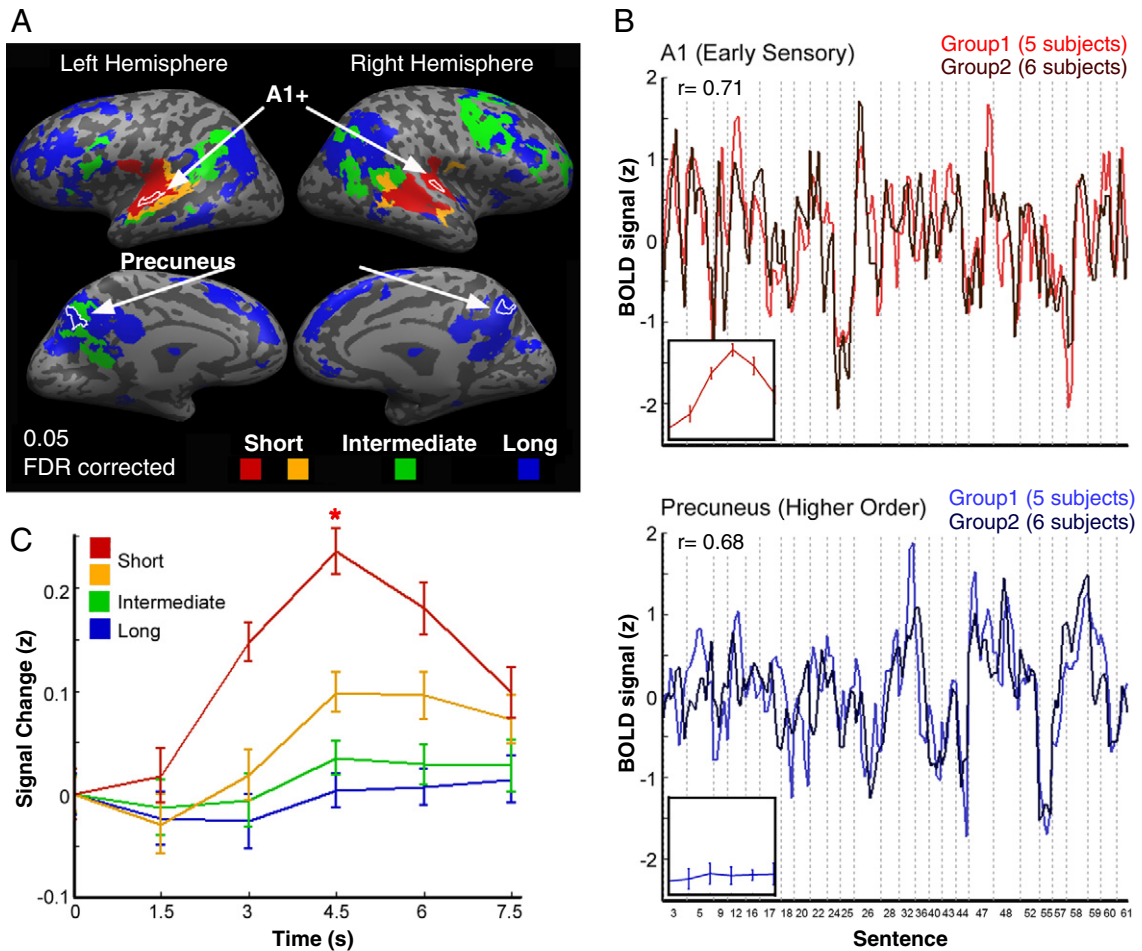 A
Left Hemisphere
Right Hemisphere
A1+
Precuneus
0.05
FDR corrected
Short
Intermediate
Long
B
A1 (Early Sensory)
Group1 (5 subjects)
Group2 (6 subjects)
r= 0.71
BOLD signal (z)
2
1
0
-1
-2
Precuneus (Higher Order)
Group1 (5 subjects)
Group2 (6 subjects)
r= 0.68
BOLD signal (z)
2
1
0
-1
-2
3 5 9 12 16 17 18 20 22 24 25 26 28 32 36 40 43 44 47 48 52 55 57 58 59 60 61
Sentence
C
Short
Intermediate
Long
*
Signal Change (z)
0.2
0.1
0
-0.1
0 1.5 3 4.5 6 7.5
Time (s)